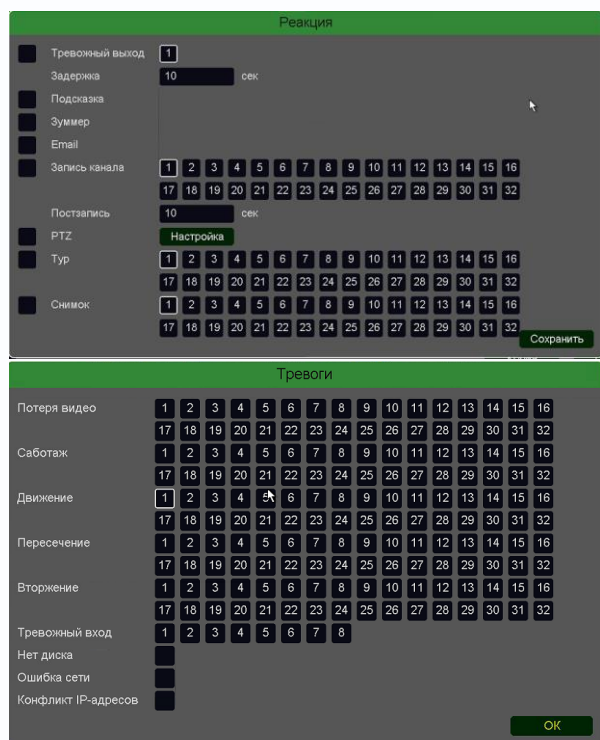 Реакция
Тревожный выход 1
Задержка 10 сек
Подсказка
Зуммер
Email
Запись канала 1 2 3 4 5 6 7 8 9 10 11 12 13 14 15 16
17 18 19 20 21 22 23 24 25 26 27 28 29 30 31 32
Постзапись 10 сек
PTZ Настройка
Тур 1 2 3 4 5 6 7 8 9 10 11 12 13 14 15 16
17 18 19 20 21 22 23 24 25 26 27 28 29 30 31 32
Снимок 1 2 3 4 5 6 7 8 9 10 11 12 13 14 15 16
17 18 19 20 21 22 23 24 25 26 27 28 29 30 31 32
Сохранить
Тревоги
Потеря видео 1 2 3 4 5 6 7 8 9 10 11 12 13 14 15 16
17 18 19 20 21 22 23 24 25 26 27 28 29 30 31 32
Саботаж 1 2 3 4 5 6 7 8 9 10 11 12 13 14 15 16
17 18 19 20 21 22 23 24 25 26 27 28 29 30 31 32
Движение 1 2 3 4 5 6 7 8 9 10 11 12 13 14 15 16
17 18 19 20 21 22 23 24 25 26 27 28 29 30 31 32
Пересечение 1 2 3 4 5 6 7 8 9 10 11 12 13 14 15 16
17 18 19 20 21 22 23 24 25 26 27 28 29 30 31 32
Вторжение 1 2 3 4 5 6 7 8 9 10 11 12 13 14 15 16
17 18 19 20 21 22 23 24 25 26 27 28 29 30 31 32
Тревожный вход 1 2 3 4 5 6 7 8
Нет диска
Ошибка сети
Конфликт IP-адресов
OK